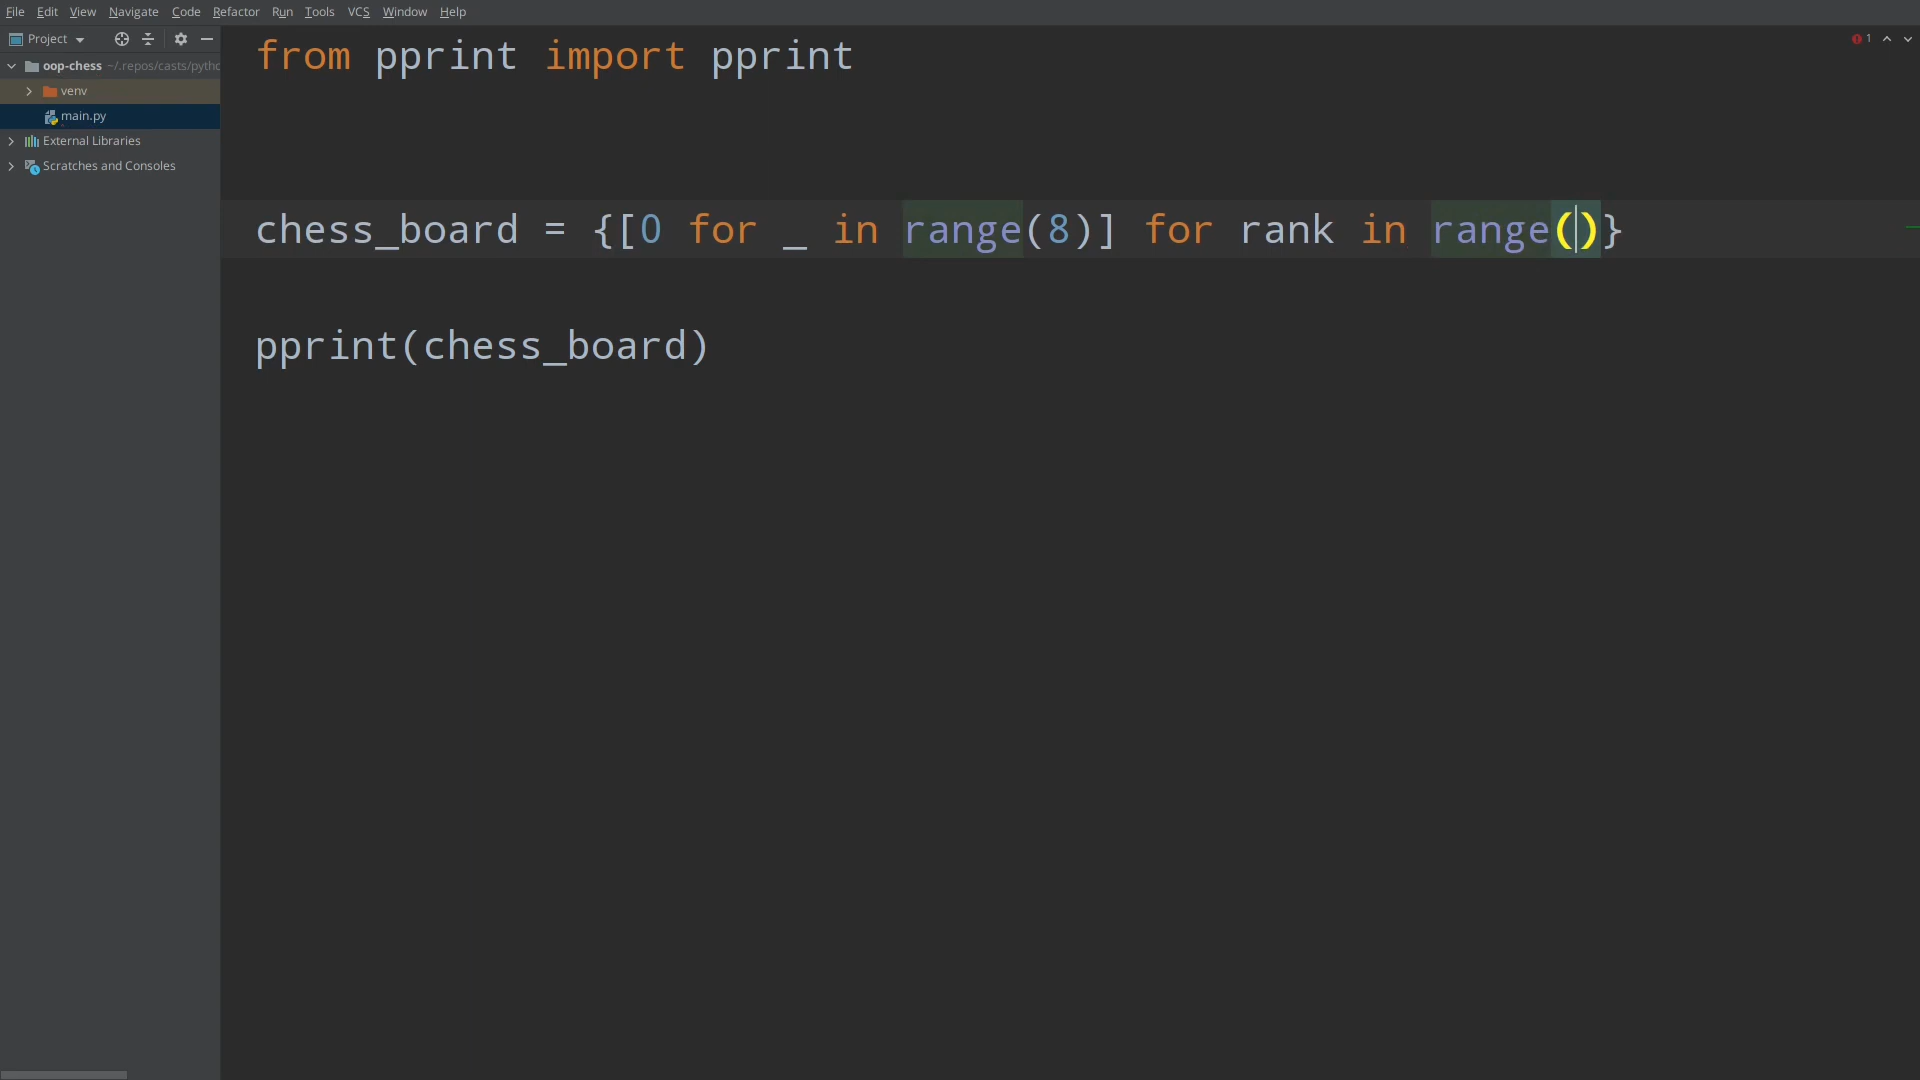 File Edit View Navigate Code Refactor Run Tools VCS Window Help
Project
oop-chess ~/.repos/casts/pytho
venv
main.py
External Libraries
Scratches and Consoles
1
from pprint import pprint
chess_board = {[0 for _ in range(8)] for rank in range()}
pprint(chess_board)